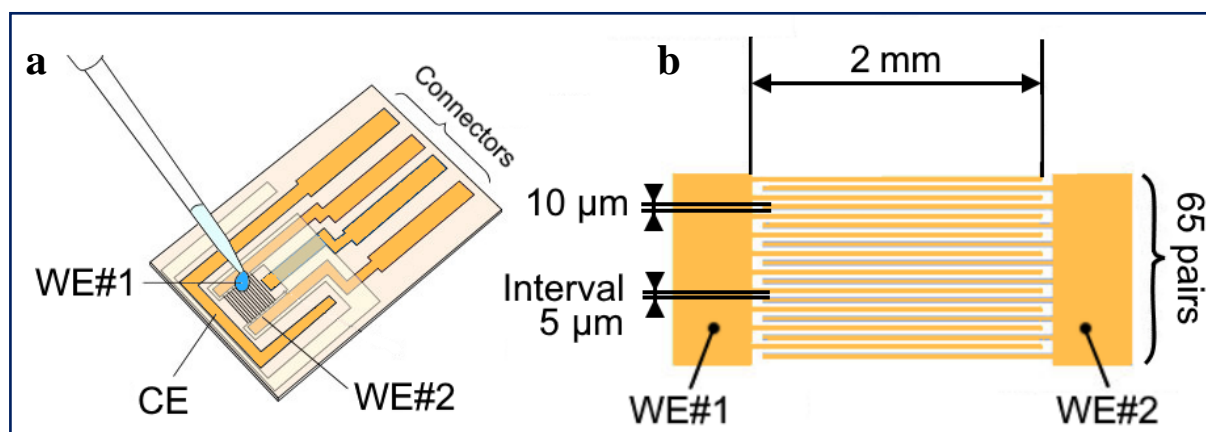 a
Connectors
WE#1
CE
WE#2
b
2 mm
10 µm
Interval
5 µm
65 pairs
WE#1
WE#2